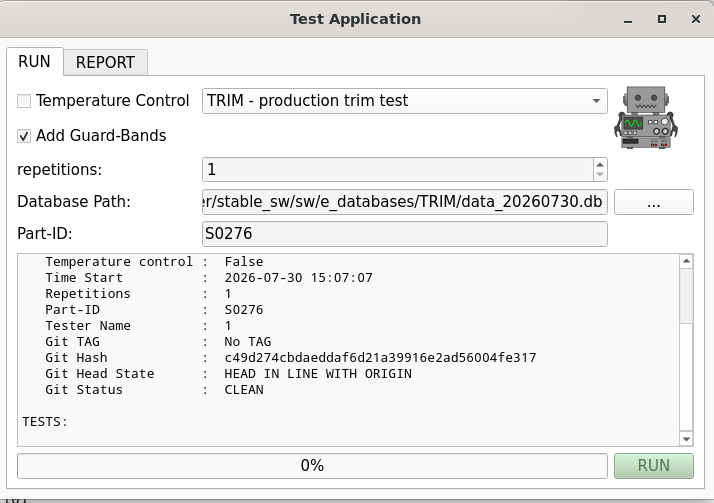 Test Application
RUN
REPORT
Temperature Control
TRIM - production trim test
Add Guard-Bands
repetitions:
1
Database Path:
er/stable_sw/sw/e_databases/TRIM/data_20260730.db
...
Part-ID:
S0276
Temperature control : False
Time Start : 2026-07-30 15:07:07
Repetitions : 1
Part-ID : S0276
Tester Name : 1
Git TAG : No TAG
Git Hash : c49d274cbdaeddaf6d21a39916e2ad56004fe317
Git Head State : HEAD IN LINE WITH ORIGIN
Git Status : CLEAN
TESTS:
0%
RUN